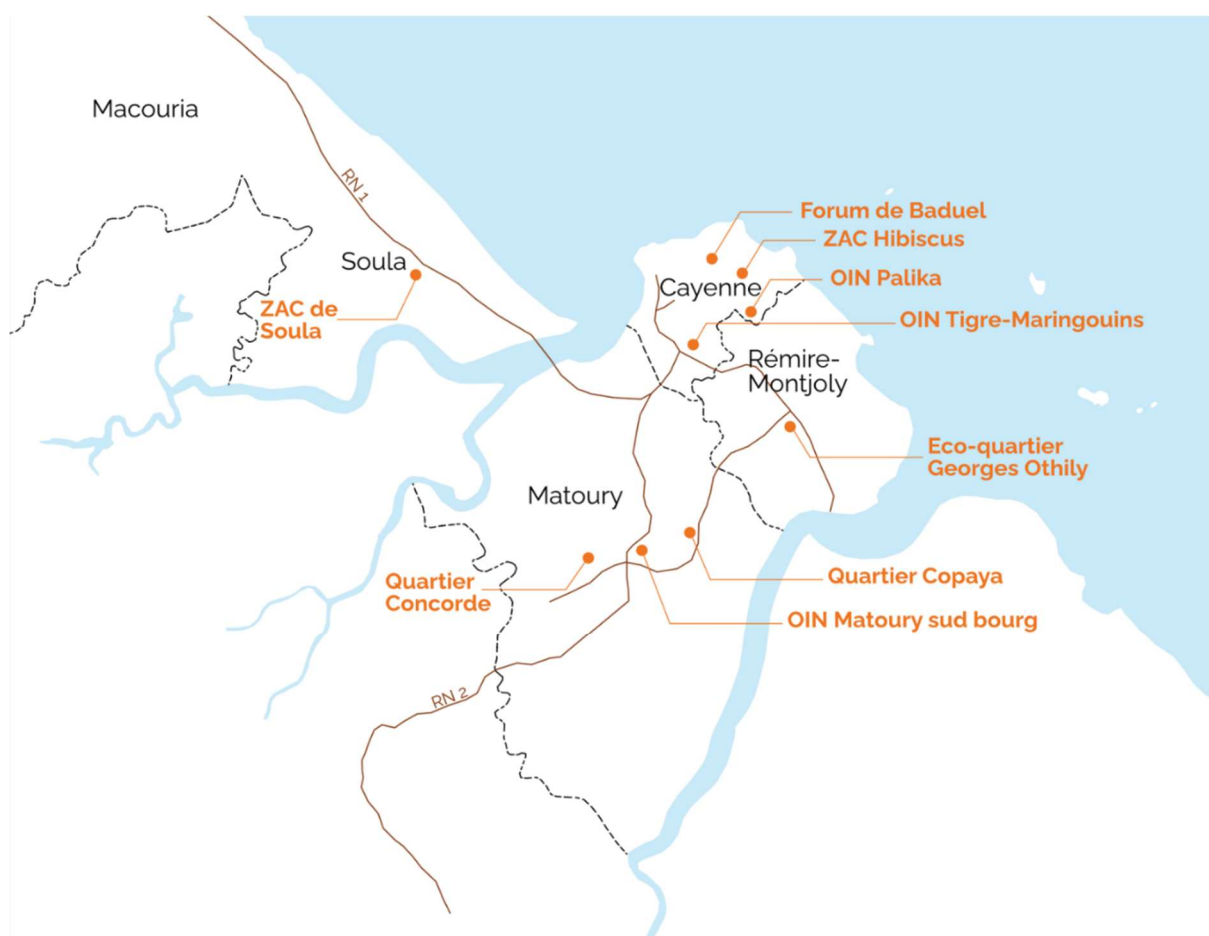 Macouria
RN 1
Forum de Baduel
ZAC Hibiscus
Soula
OIN Palika
Cayenne
ZAC de
Soula
OIN Tigre-Maringouins
Rémire-
Montjoly
Eco-quartier
Georges Othily
Matoury
Quartier
Concorde
Quartier Copaya
OIN Matoury sud bourg
RN 2